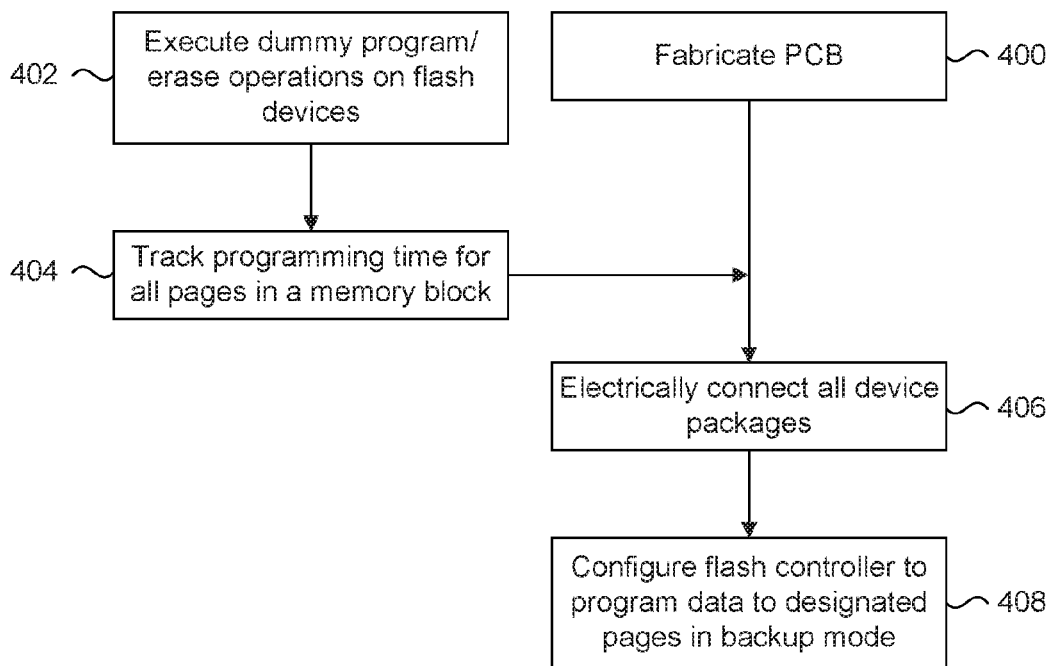 402
Execute dummy program/
erase operations on flash
devices
Fabricate PCB
400
404
Track programming time for
all pages in a memory block
Electrically connect all device
packages
406
Configure flash controller to
program data to designated
pages in backup mode
408